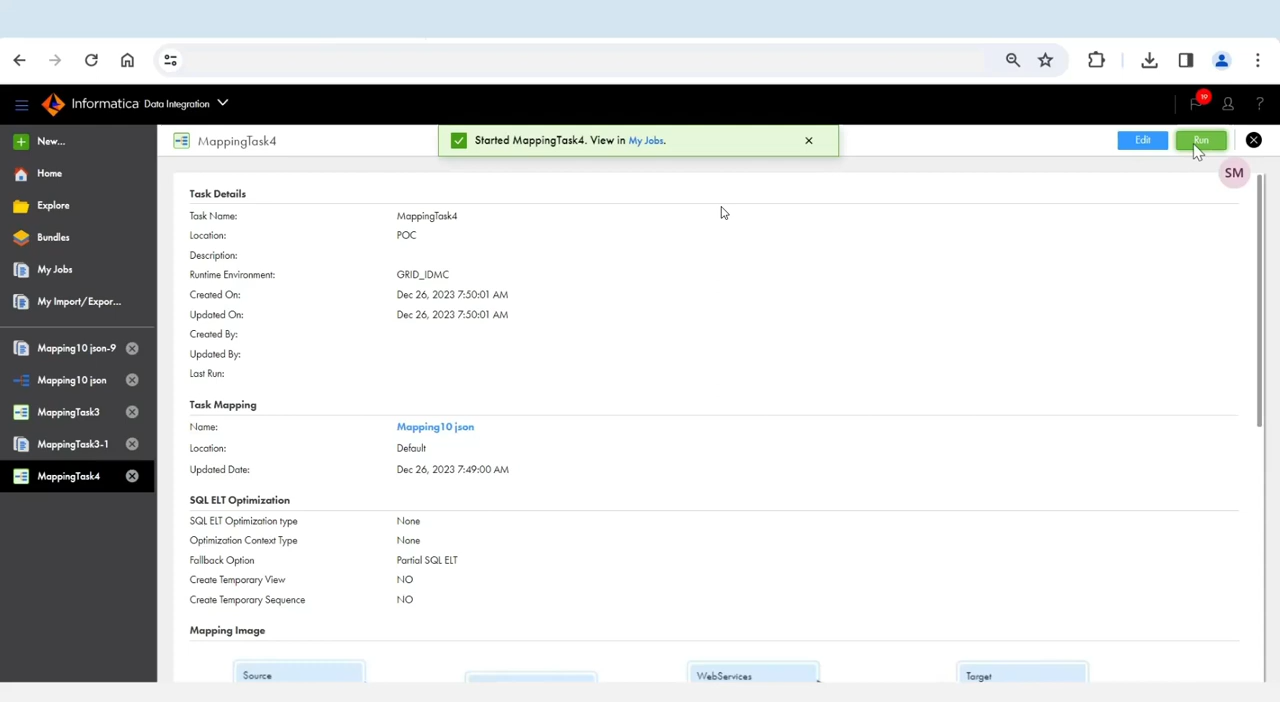 Informatica Data Integration
19
?
New...
Home
Explore
Bundles
My Jobs
My Import/Expor...
Mapping10 json-9
Mapping10 json
MappingTask3
MappingTask3-1
MappingTask4
MappingTask4
Started MappingTask4. View in My Jobs.
Edit
Run
SM
Task Details
Task Name: MappingTask4
Location: POC
Description:
Runtime Environment: GRID_IDMC
Created On: Dec 26, 2023 7:50:01 AM
Updated On: Dec 26, 2023 7:50:01 AM
Created By:
Updated By:
Last Run:
Task Mapping
Name: Mapping10 json
Location: Default
Updated Date: Dec 26, 2023 7:49:00 AM
SQL ELT Optimization
SQL ELT Optimization type None
Optimization Context Type None
Fallback Option Partial SQL ELT
Create Temporary View NO
Create Temporary Sequence NO
Mapping Image
Source
WebServices
Target